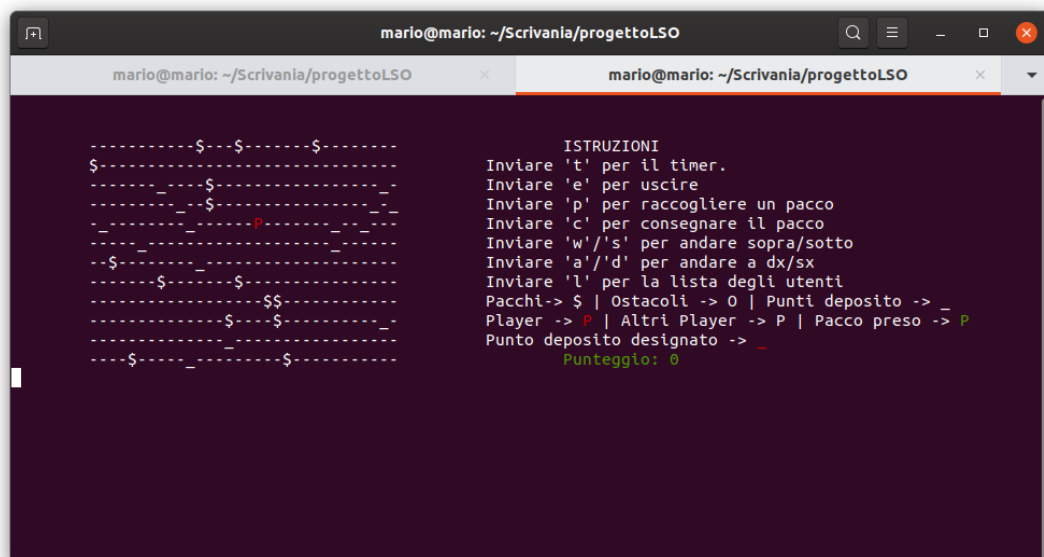 mario@mario: ~/Scrivania/progettoLSO
mario@mario: ~/Scrivania/progettoLSO
mario@mario: ~/Scrivania/progettoLSO
-----------$---$-------$-------- ISTRUZIONI
$------------------------------- Inviare 't' per il timer.
-------_----$-----------------_- Inviare 'e' per uscire
---------_--$----------------_-_ Inviare 'p' per raccogliere un pacco
-_--------_------P-------_--_--- Inviare 'c' per consegnare il pacco
-----_-------------------_------ Inviare 'w'/'s' per andare sopra/sotto
--$--------_-------------------- Inviare 'a'/'d' per andare a dx/sx
-------$-------$---------------- Inviare 'l' per la lista degli utenti
------------------$$------------ Pacchi-> $ | Ostacoli -> O | Punti deposito -> _
--------------$----$----------_- Player -> P | Altri Player -> P | Pacco preso -> P
--------------_----------------- Punto deposito designato -> _
----$-----_---------$----------- Punteggio: 0